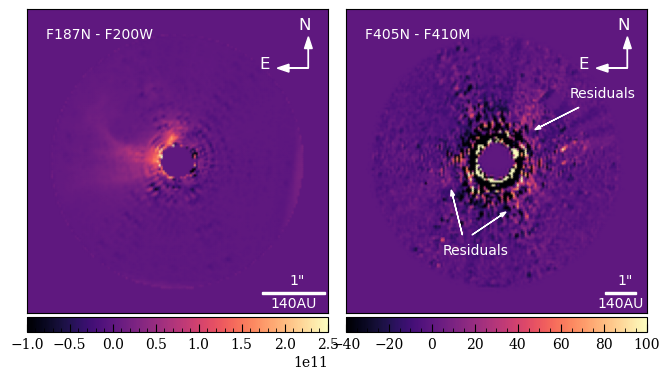 F187N - F200W
N
E
1"
140AU
-1.0 -0.5 0.0 0.5 1.0 1.5 2.0 2.5
1e11
F405N - F410M
N
E
Residuals
Residuals
1"
140AU
-40 -20 0 20 40 60 80 100